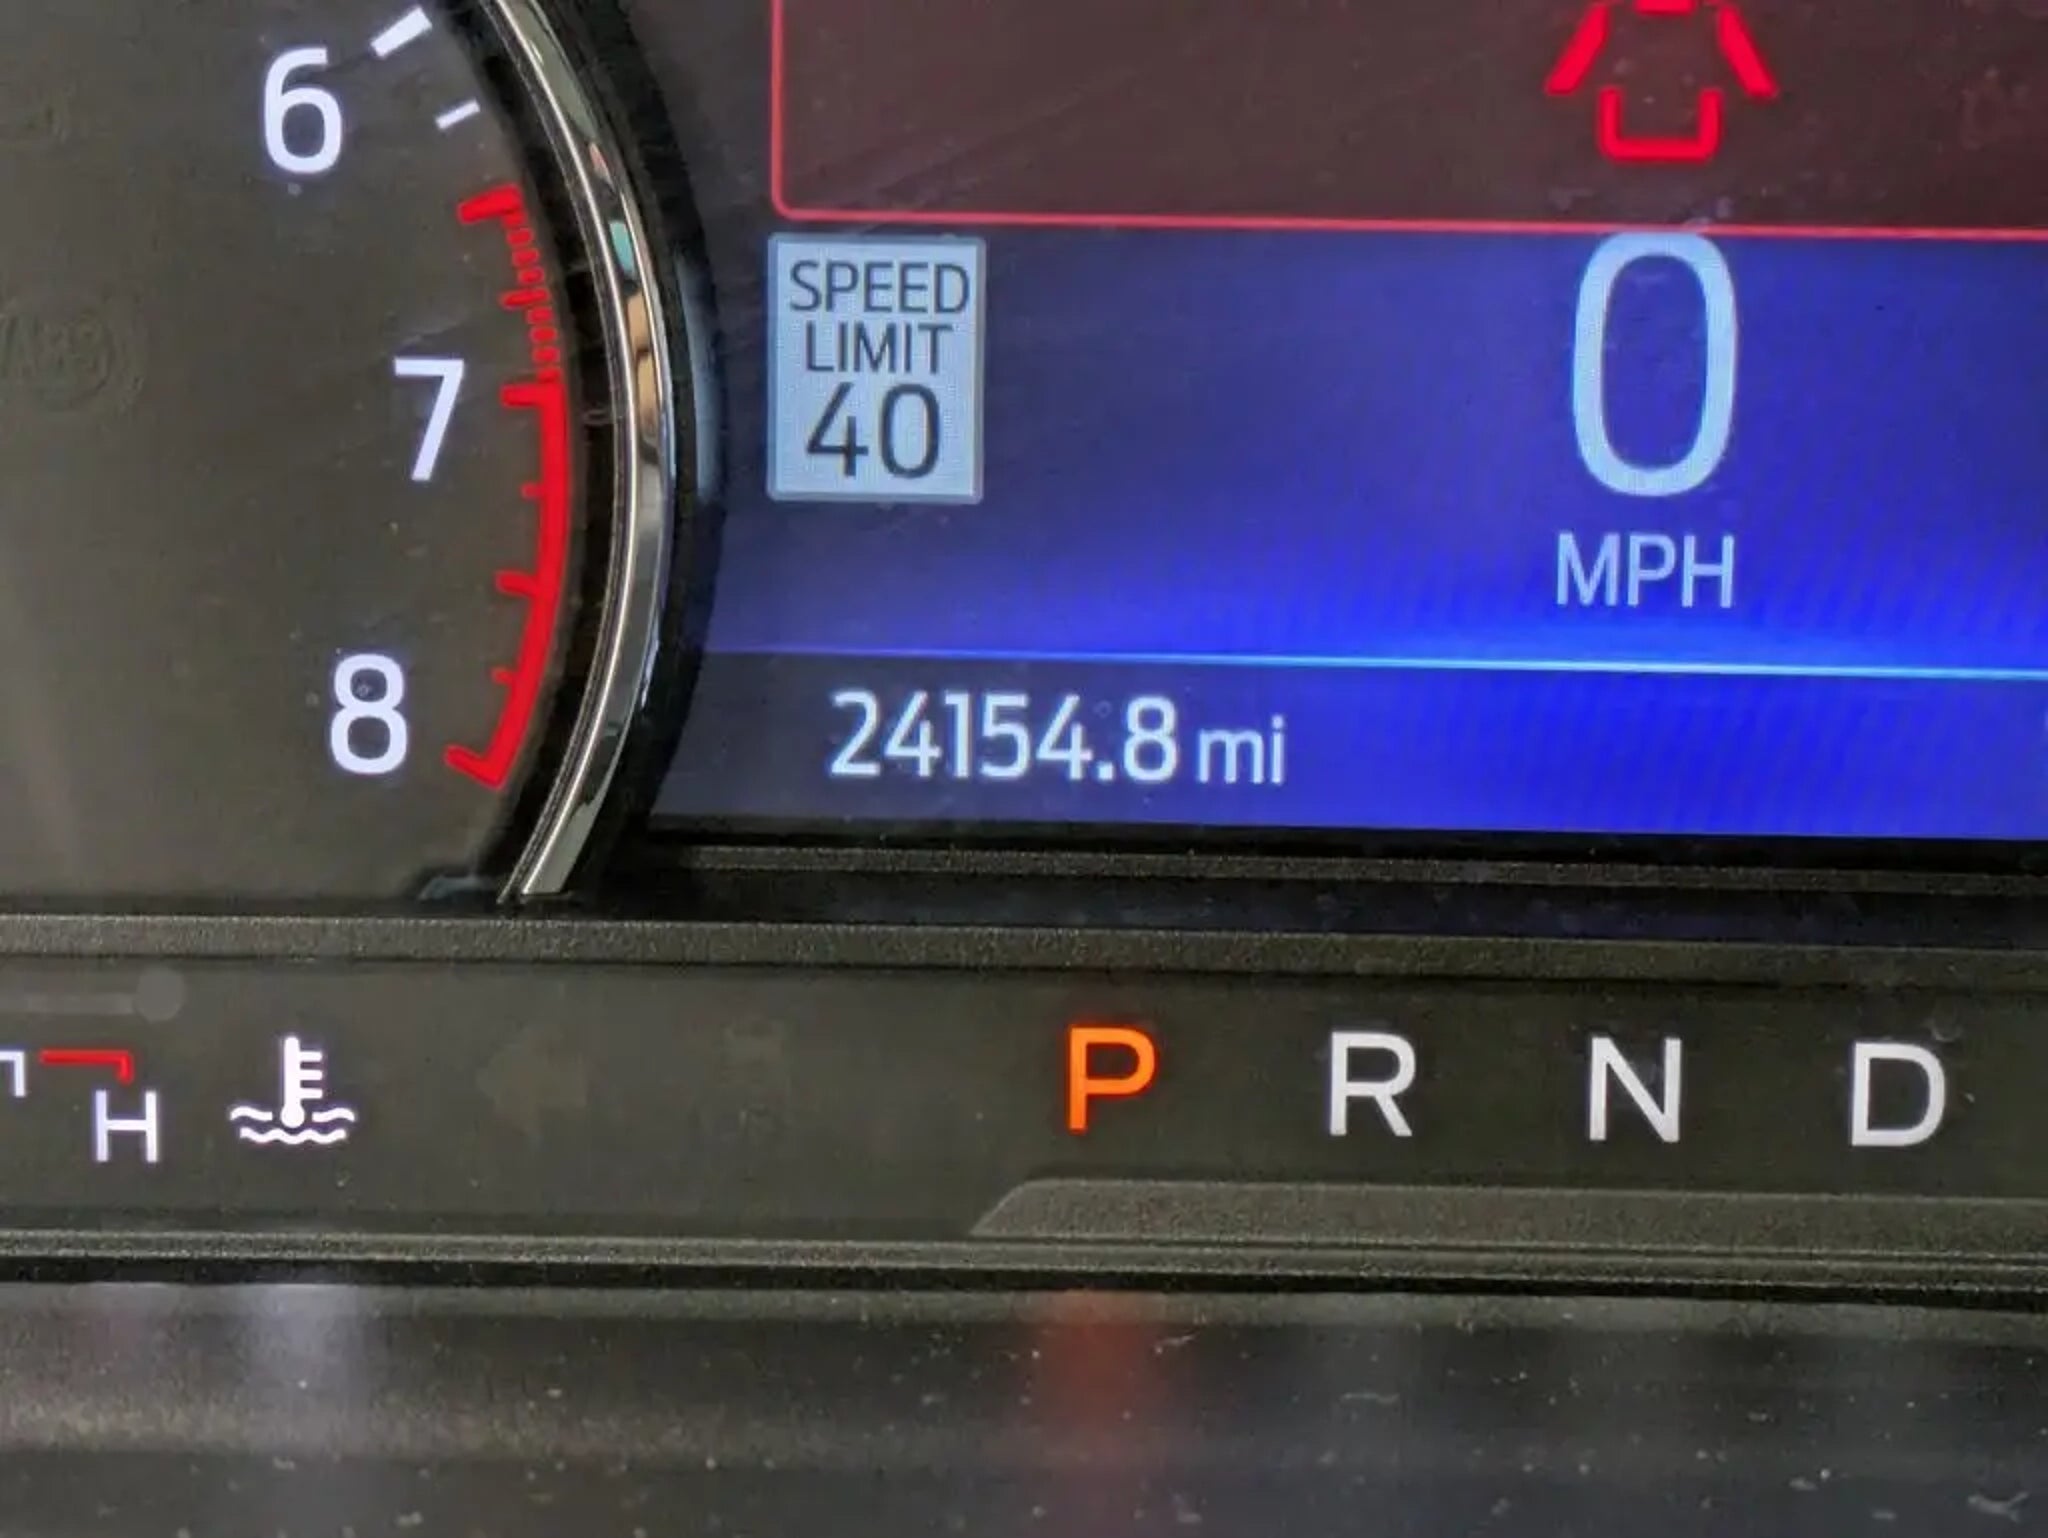 6
7
8
SPEED
LIMIT
40
0
MPH
24154.8 mi
H
P R N D